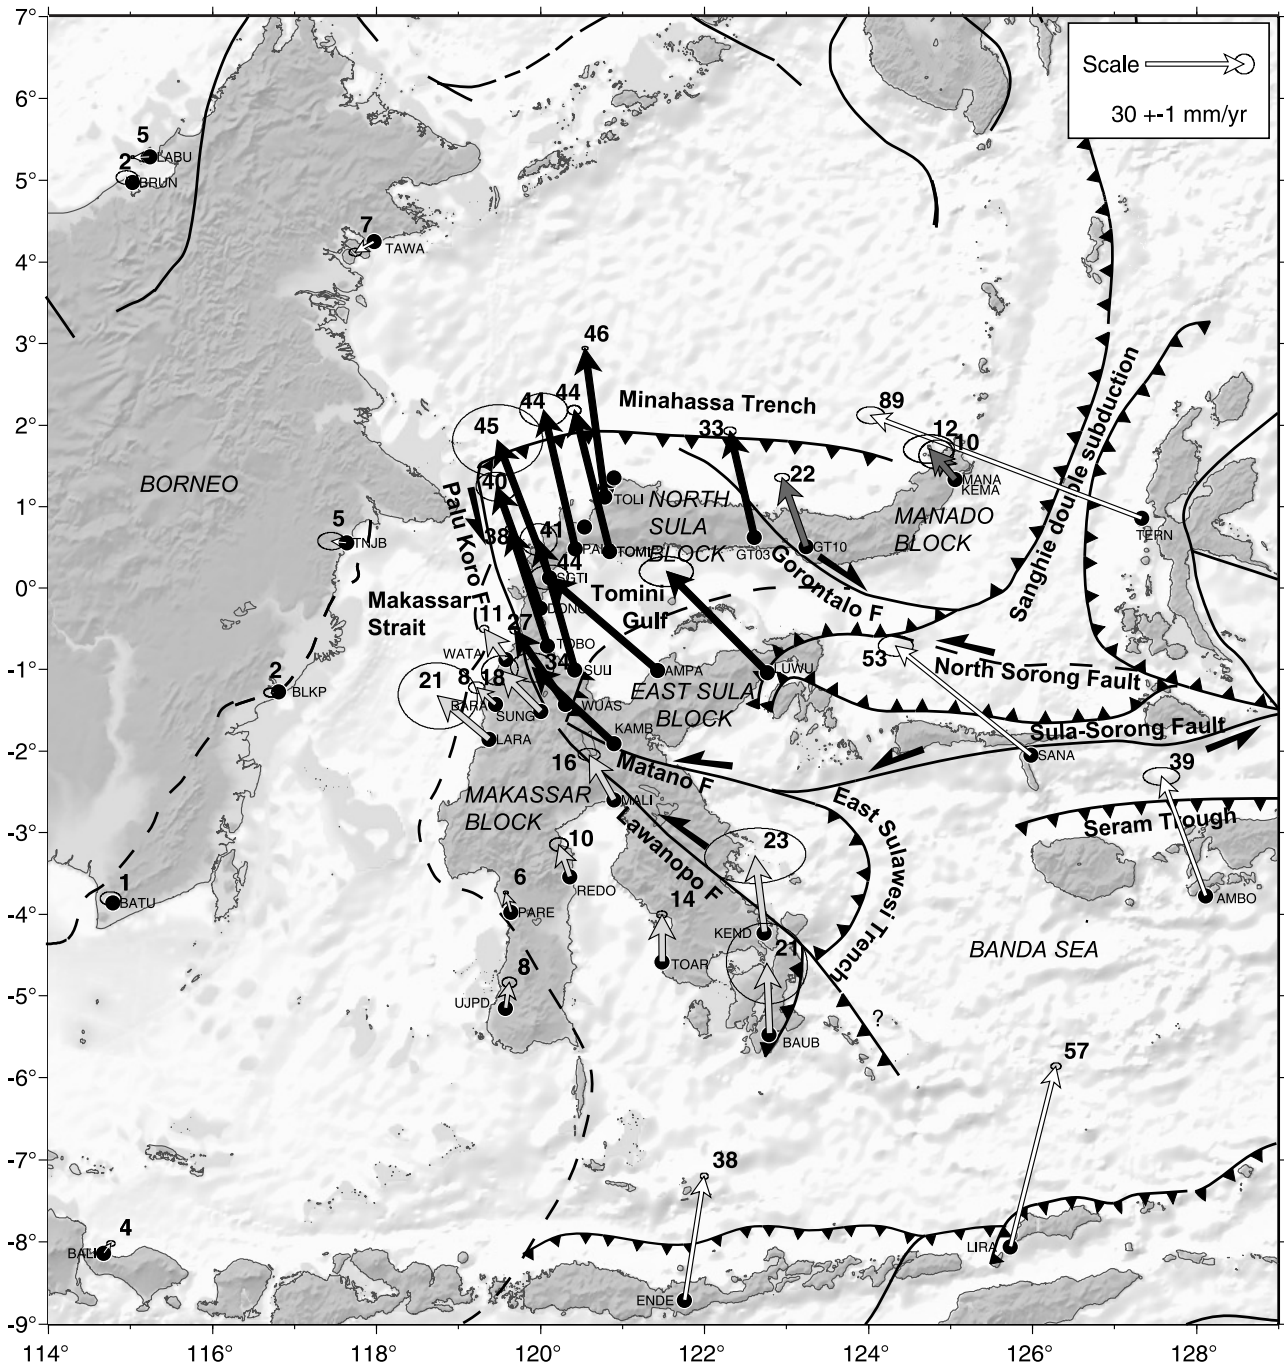 7°
6°
5°
4°
3°
2°
1°
0°
-1°
-2°
-3°
-4°
-5°
-6°
-7°
-8°
-9°
114°
116°
118°
120°
122°
124°
126°
128°
Scale
30 +-1 mm/yr
5
LABU
2
BRUN
7
TAWA
46
44
44
45
40
41
38
44
Minahassa Trench
89
12
10
33
22
MANA
KEMA
BORNEO
NORTH
SULA
BLOCK
MANADO
BLOCK
Sanghie double subduction
TERN
TOLI
TOMI
GT03
GT10
Palu Koro F
5
TNJB
SGTI
Gorontalo F
Makassar
Strait
Tomini
Gulf
DONG
TOBO
11
27
WATA
34
SULI
AMPA
LUWU
53
North Sorong Fault
2
BLKP
21
8
18
BARA
SUNG
WUAS
EAST SULA
BLOCK
KAMB
LARA
Sula-Sorong Fault
SANA
39
16
Matano F
MAKASSAR
BLOCK
MALI
Lawanopo F
East Sulawesi Trench
Seram Trough
23
10
REDO
1
BATU
6
PARE
14
KEND
AMBO
21
TOAR
BANDA SEA
8
UJPD
BAUB
?
57
38
4
BALI
LIRA
ENDE